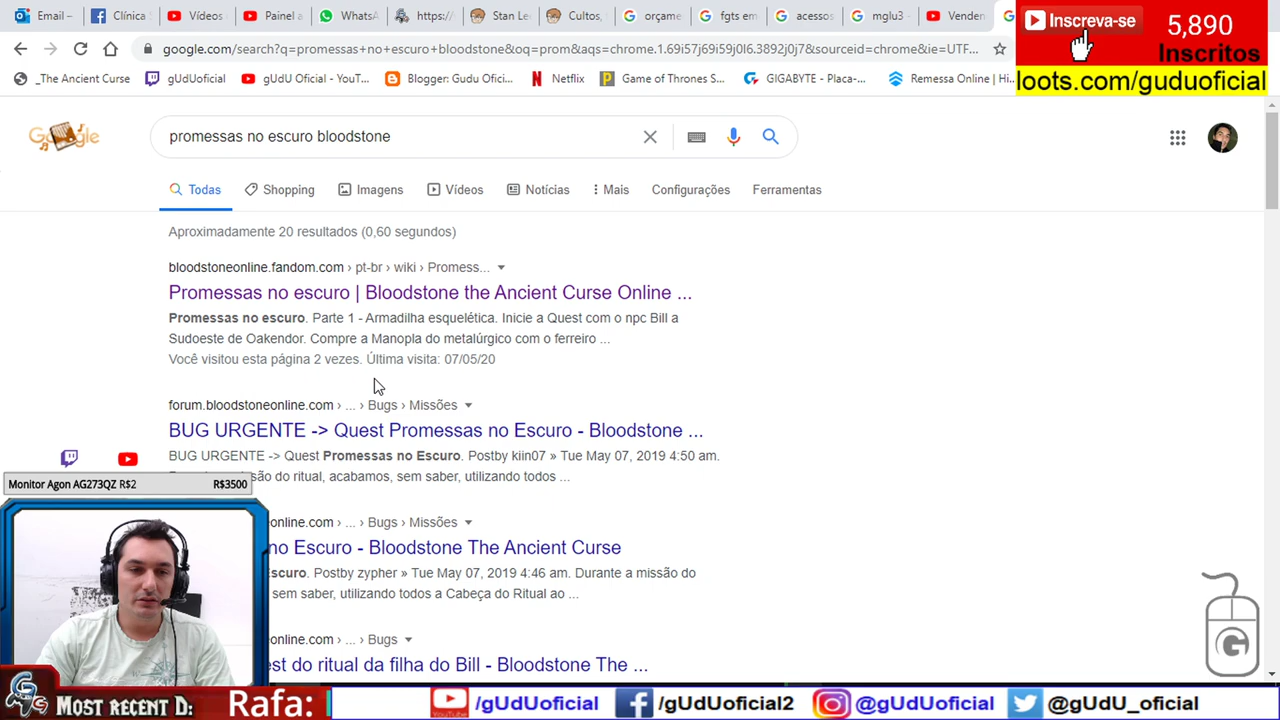 Email –
Clínica
Vídeos
Painel a
WhatsA
https:/
Stan Le
Cultos,
orçame
fgts em
acessos
mglu3 -
Venden
Inscreva-se
5,890
Inscritos
loots.com/guduoficial
google.com/search?q=promessas+no+escuro+bloodstone&oq=prom&aqs=chrome.1.69i57j69i59j0l6.3892j0j7&sourceid=chrome&ie=UTF...
_The Ancient Curse
gUdUoficial
gUdU Oficial - YouT...
Blogger: Gudu Ofici...
Netflix
Game of Thrones S...
GIGABYTE - Placa-...
Remessa Online | Hi...
promessas no escuro bloodstone
Todas
Shopping
Imagens
Vídeos
Notícias
Mais
Configurações
Ferramentas
Aproximadamente 20 resultados (0,60 segundos)
bloodstoneonline.fandom.com › pt-br › wiki › Promess...
Promessas no escuro | Bloodstone the Ancient Curse Online ...
Promessas no escuro. Parte 1 - Armadilha esquelética. Inicie a Quest com o npc Bill a
Sudoeste de Oakendor. Compre a Manopla do metalúrgico com o ferreiro ...
Você visitou esta página 2 vezes. Última visita: 07/05/20
forum.bloodstoneonline.com › ... › Bugs › Missões
BUG URGENTE -> Quest Promessas no Escuro - Bloodstone ...
BUG URGENTE -> Quest Promessas no Escuro. Postby kiin07 » Tue May 07, 2019 4:50 am.
são do ritual, acabamos, sem saber, utilizando todos ...
Monitor Agon AG273QZ R$2
R$3500
online.com › ... › Bugs › Missões
no Escuro - Bloodstone The Ancient Curse
Escuro. Postby zypher » Tue May 07, 2019 4:46 am. Durante a missão do
sem saber, utilizando todos a Cabeça do Ritual ao ...
online.com › ... › Bugs
est do ritual da filha do Bill - Bloodstone The ...
Most recent D:
Rafa:
/gUdUoficial
/gUdUoficial2
@gUdUoficial
@gUdU_oficial